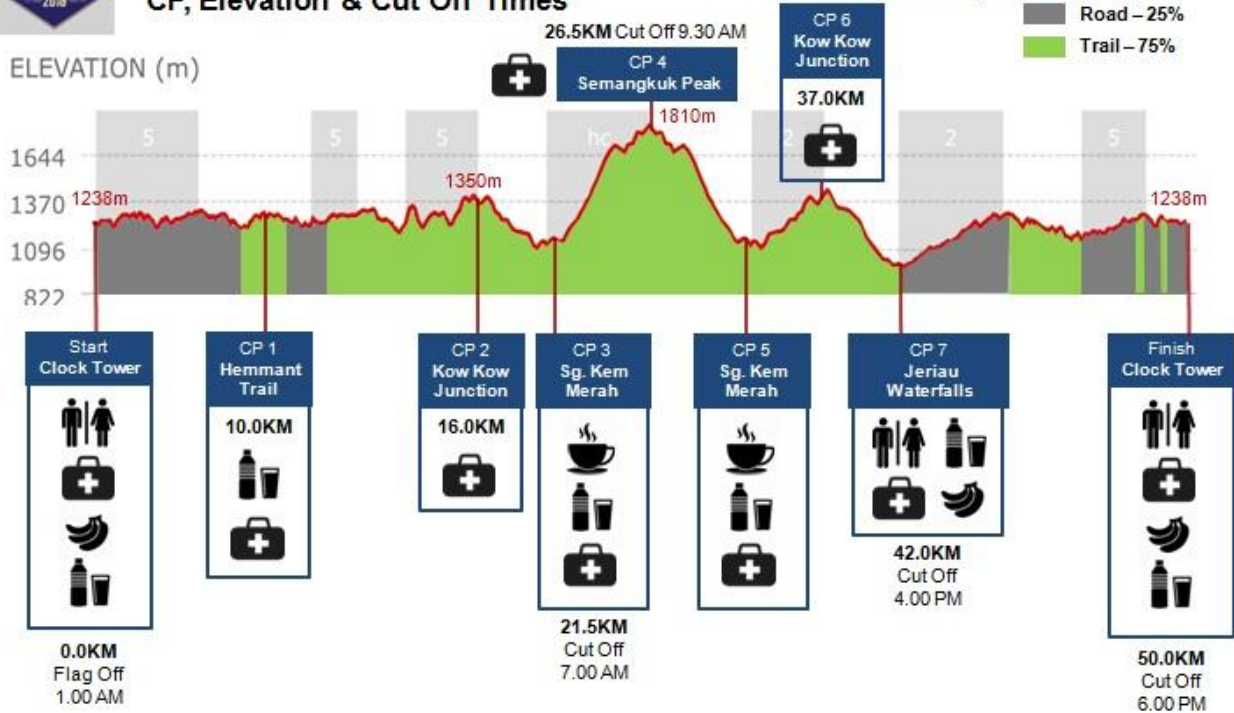 2018
CP, Elevation & Cut Off Times
Road – 25%
Trail – 75%
ELEVATION (m)
26.5KM Cut Off 9.30 AM
CP 4
Semangkuk Peak
CP 6
Kow Kow
Junction
37.0KM
5
5
5
hc
2
2
5
1644
1370
1096
822
1238m
1350m
1810m
1238m
Start
Clock Tower
0.0KM
Flag Off
1.00 AM
CP 1
Hemmant
Trail
10.0KM
CP 2
Kow Kow
Junction
16.0KM
CP 3
Sg. Kem
Merah
21.5KM
Cut Off
7.00 AM
CP 5
Sg. Kem
Merah
CP 7
Jeriau
Waterfalls
42.0KM
Cut Off
4.00 PM
Finish
Clock Tower
50.0KM
Cut Off
6.00 PM